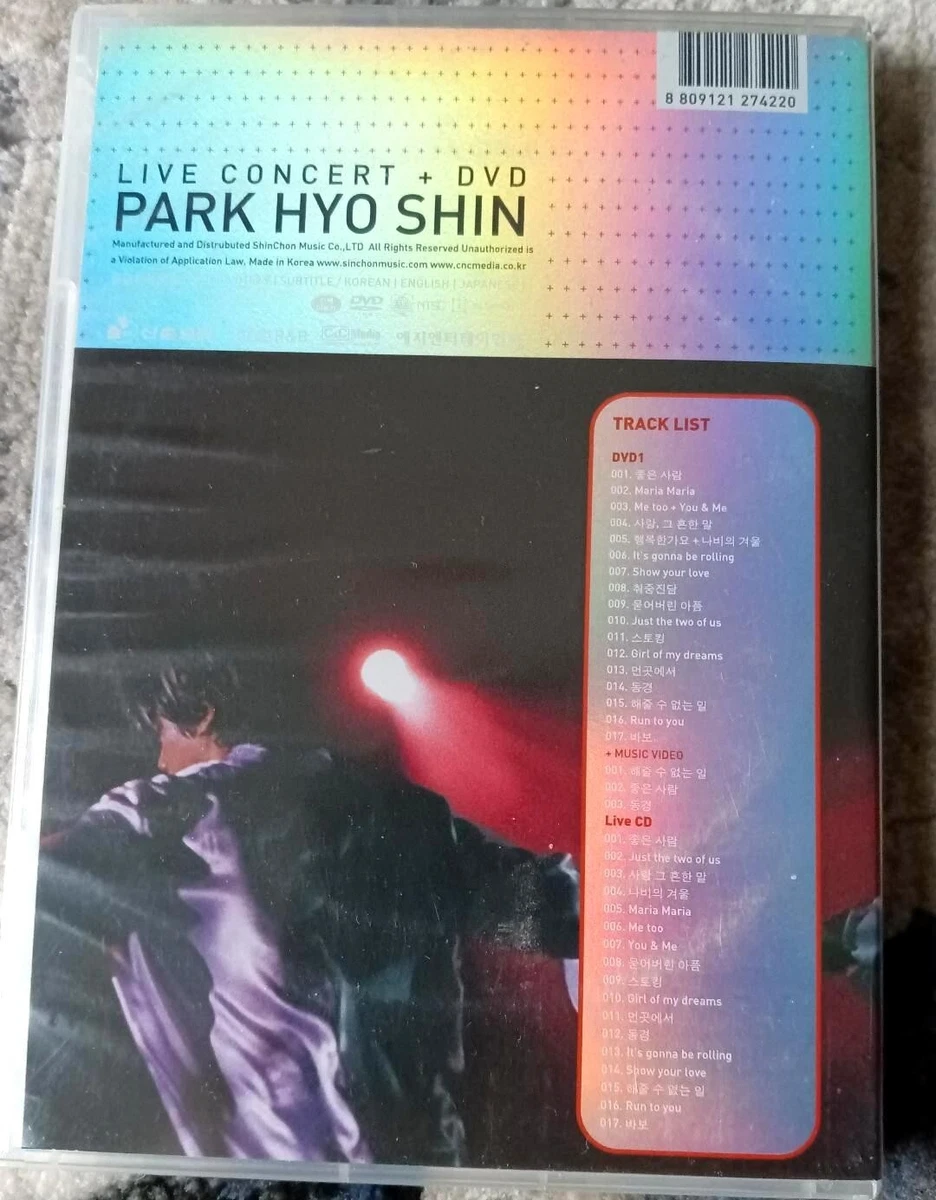 8 809121 274220
LIVE CONCERT + DVD
PARK HYO SHIN
Manufactured and Distrubuted ShinChon Music Co.,LTD All Rights Reserved Unauthorized is
a Violation of Application Law, Made in Korea www.sinchonmusic.com www.cncmedia.co.kr
SUBTITLE / KOREAN | ENGLISH | JAPANESE
DVD
에지엔터테인먼트
TRACK LIST
DVD1
001. 좋은 사람
002. Maria Maria
003. Me too + You & Me
004. 사랑, 그 흔한 말
005. 행복한가요 + 나비의 겨울
006. It's gonna be rolling
007. Show your love
008. 취중진담
009. 묻어버린 아픔
010. Just the two of us
011. 스토킹
012. Girl of my dreams
013. 먼곳에서
014. 동경
015. 해줄 수 없는 일
016. Run to you
017. 바보
+ MUSIC VIDEO
001. 해줄 수 없는 일
002. 좋은 사람
003. 동경
Live CD
001. 좋은 사람
002. Just the two of us
003. 사랑 그 흔한 말
004. 나비의 겨울
005. Maria Maria
006. Me too
007. You & Me
008. 묻어버린 아픔
009. 스토킹
010. Girl of my dreams
011. 먼곳에서
012. 동경
013. It's gonna be rolling
014. Show your love
015. 해줄 수 없는 일
016. Run to you
017. 바보